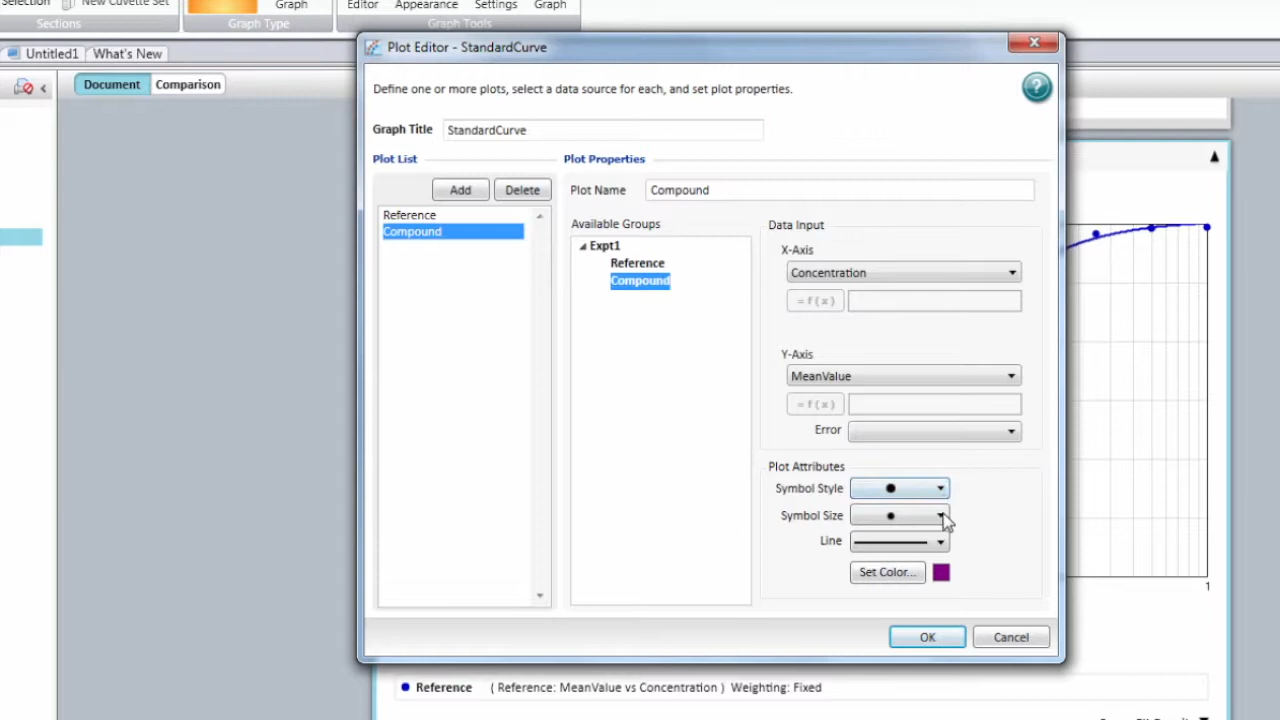 Selection
New Cuvette Set
Graph
Editor
Appearance
Settings
Graph
Sections
Graph Type
Graph Tools
Untitled1
What's New
Document
Comparison
Plot Editor - StandardCurve
Define one or more plots, select a data source for each, and set plot properties.
?
Graph Title
StandardCurve
Plot List
Add
Delete
Reference
Compound
Plot Properties
Plot Name
Compound
Available Groups
Expt1
Reference
Compound
Data Input
X-Axis
Concentration
= f ( x )
Y-Axis
MeanValue
= f ( x )
Error
Plot Attributes
Symbol Style
Symbol Size
Line
Set Color...
OK
Cancel
1
Reference ( Reference: MeanValue vs Concentration ) Weighting: Fixed